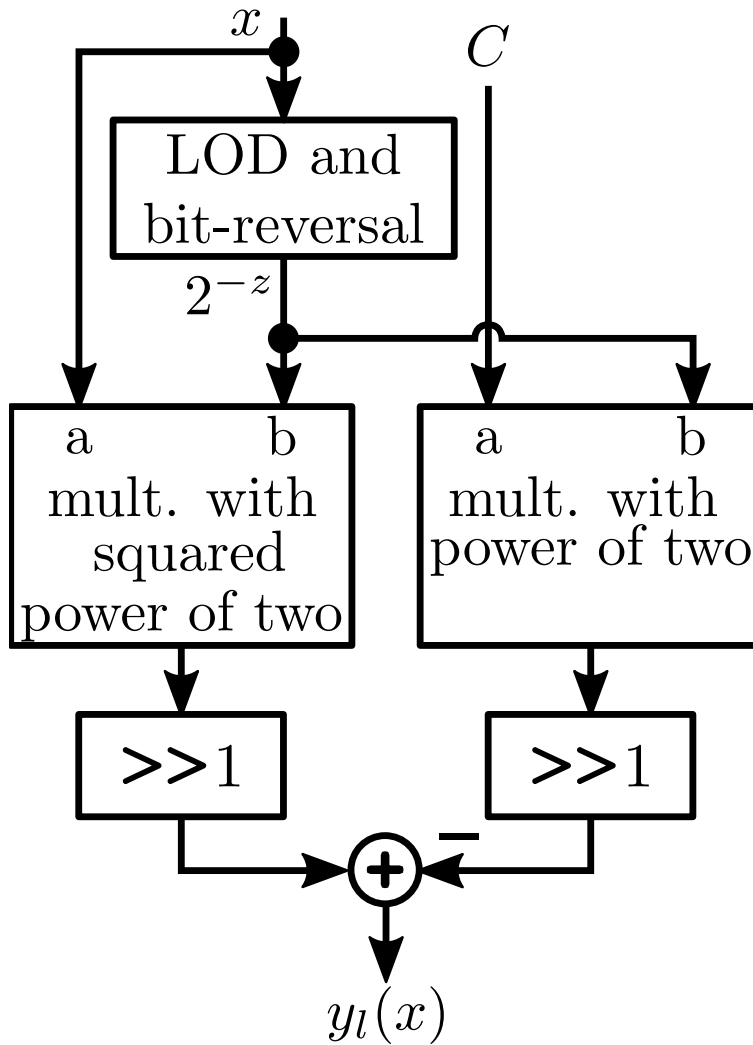 x
C
LOD and
bit-reversal
2^{-z}
a b
mult. with
squared
power of two
a b
mult. with
power of two
>>1
>>1
+
−
y_l(x)